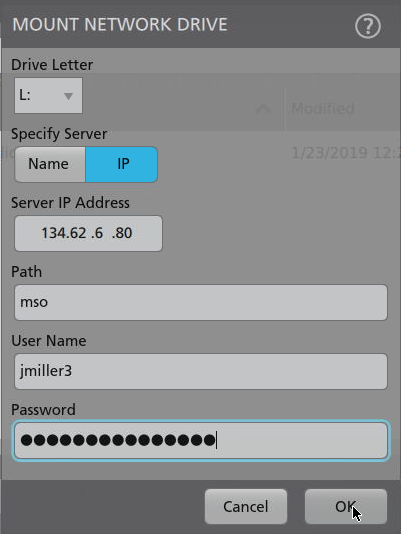 MOUNT NETWORK DRIVE ?
Drive Letter
L:
Modified
Specify Server
Name IP
1/23/2019 12:
Server IP Address
134.62 .6 .80
Path
mso
User Name
jmiller3
Password
●●●●●●●●●●●●●●●
Cancel OK